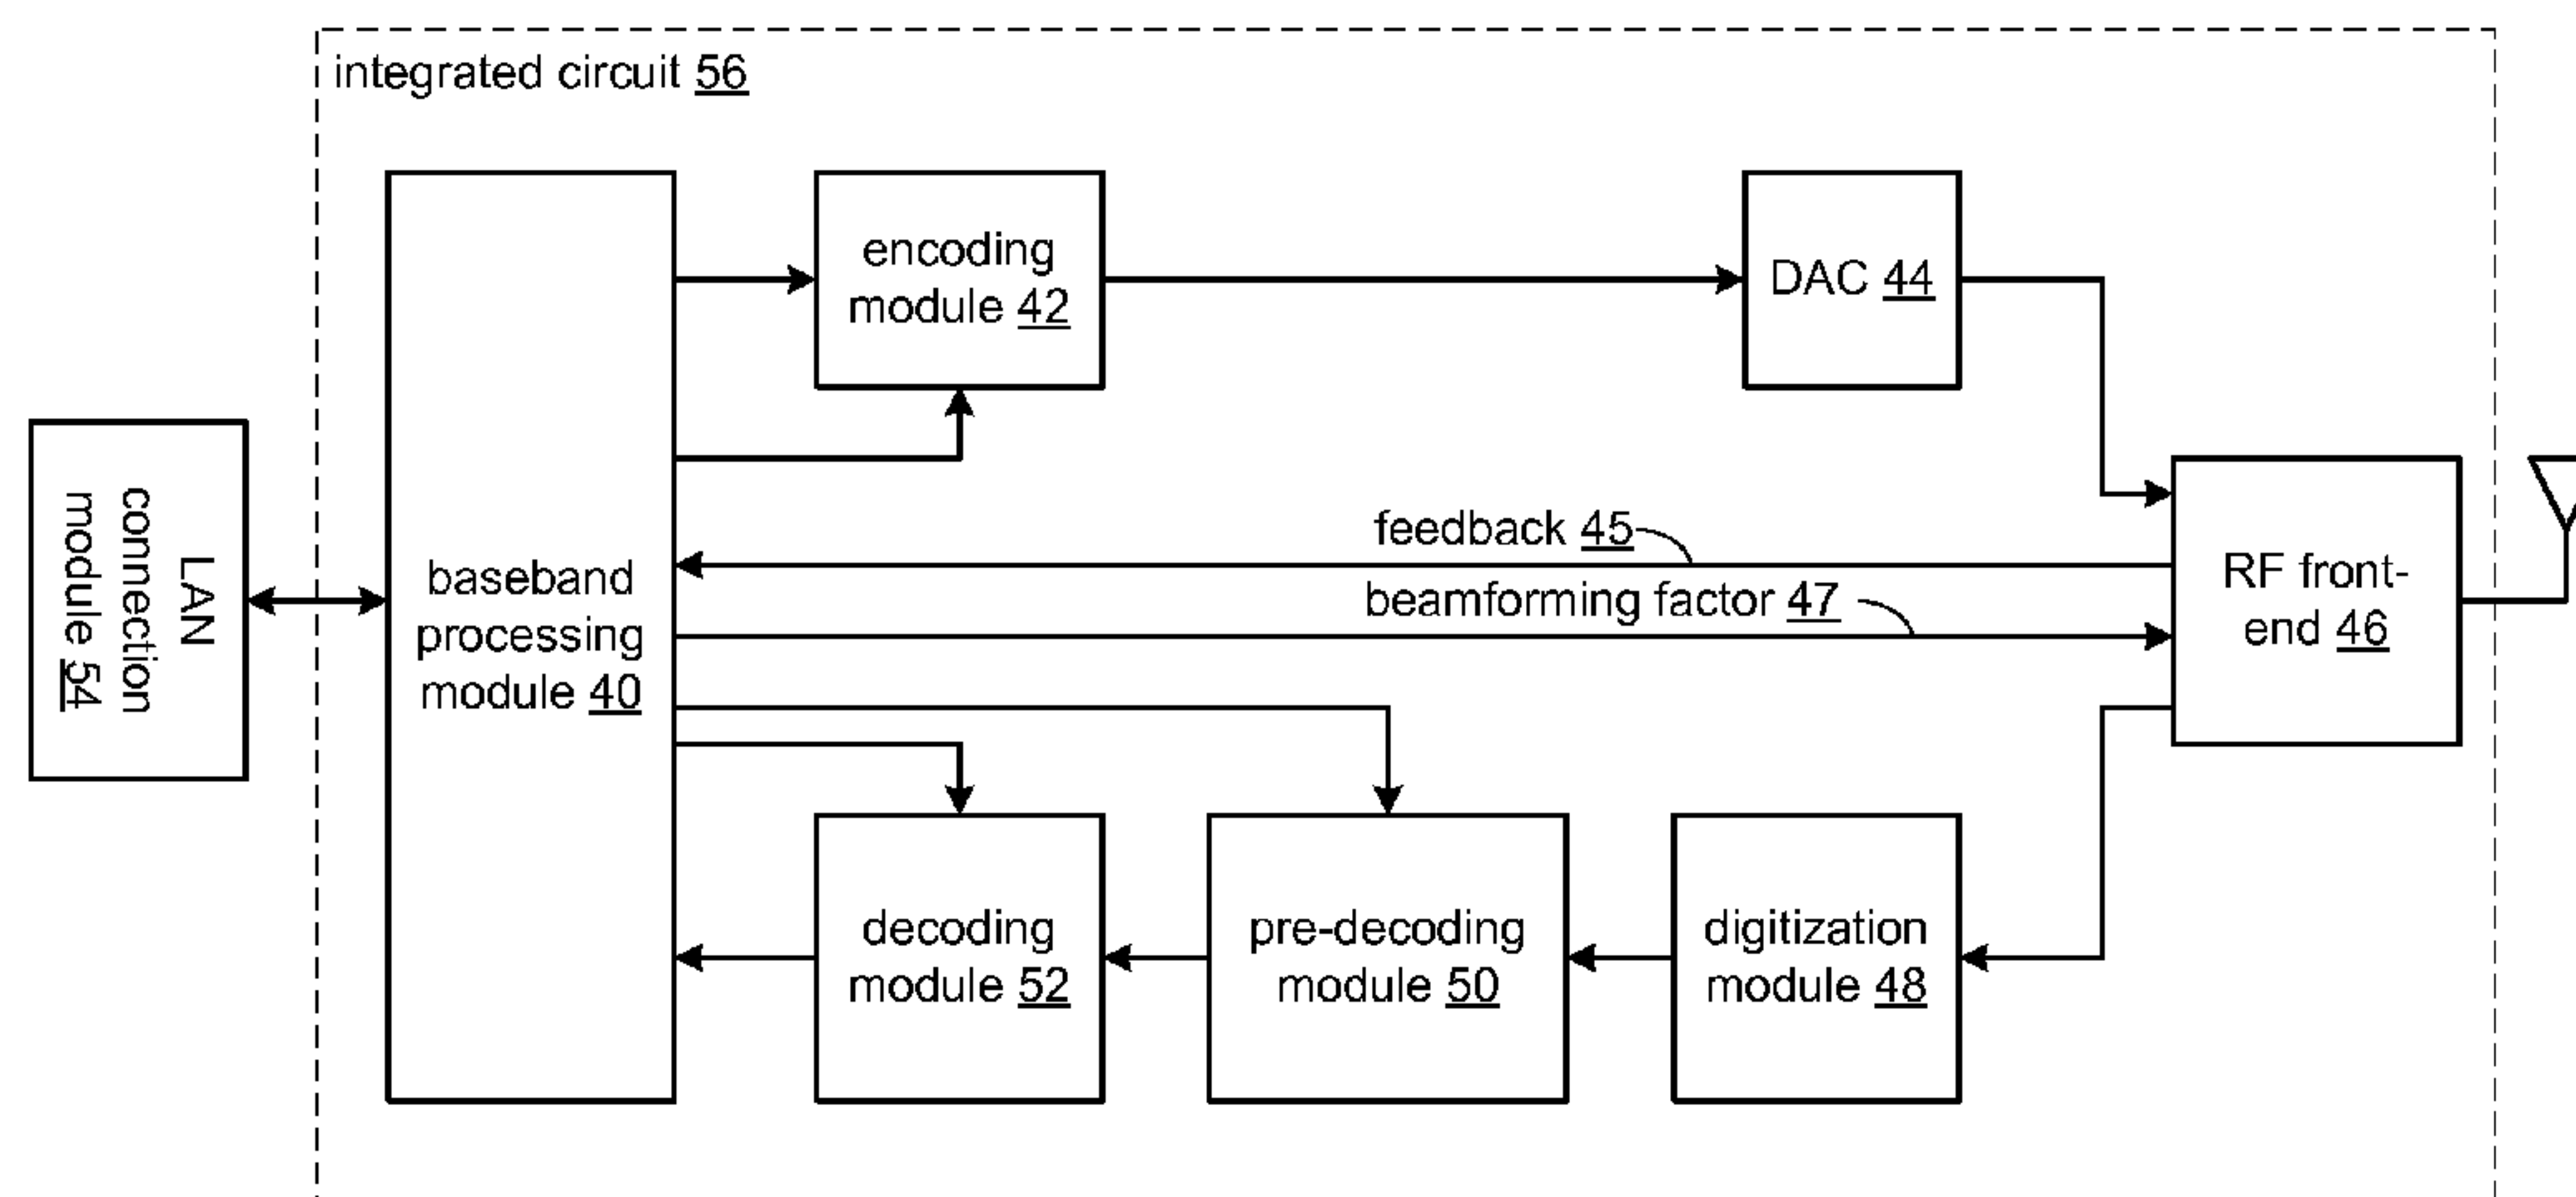 integrated circuit 56
encoding
module 42
DAC 44
feedback 45
beamforming factor 47
RF front-
end 46
LAN
connection
module 54
baseband
processing
module 40
decoding
module 52
pre-decoding
module 50
digitization
module 48